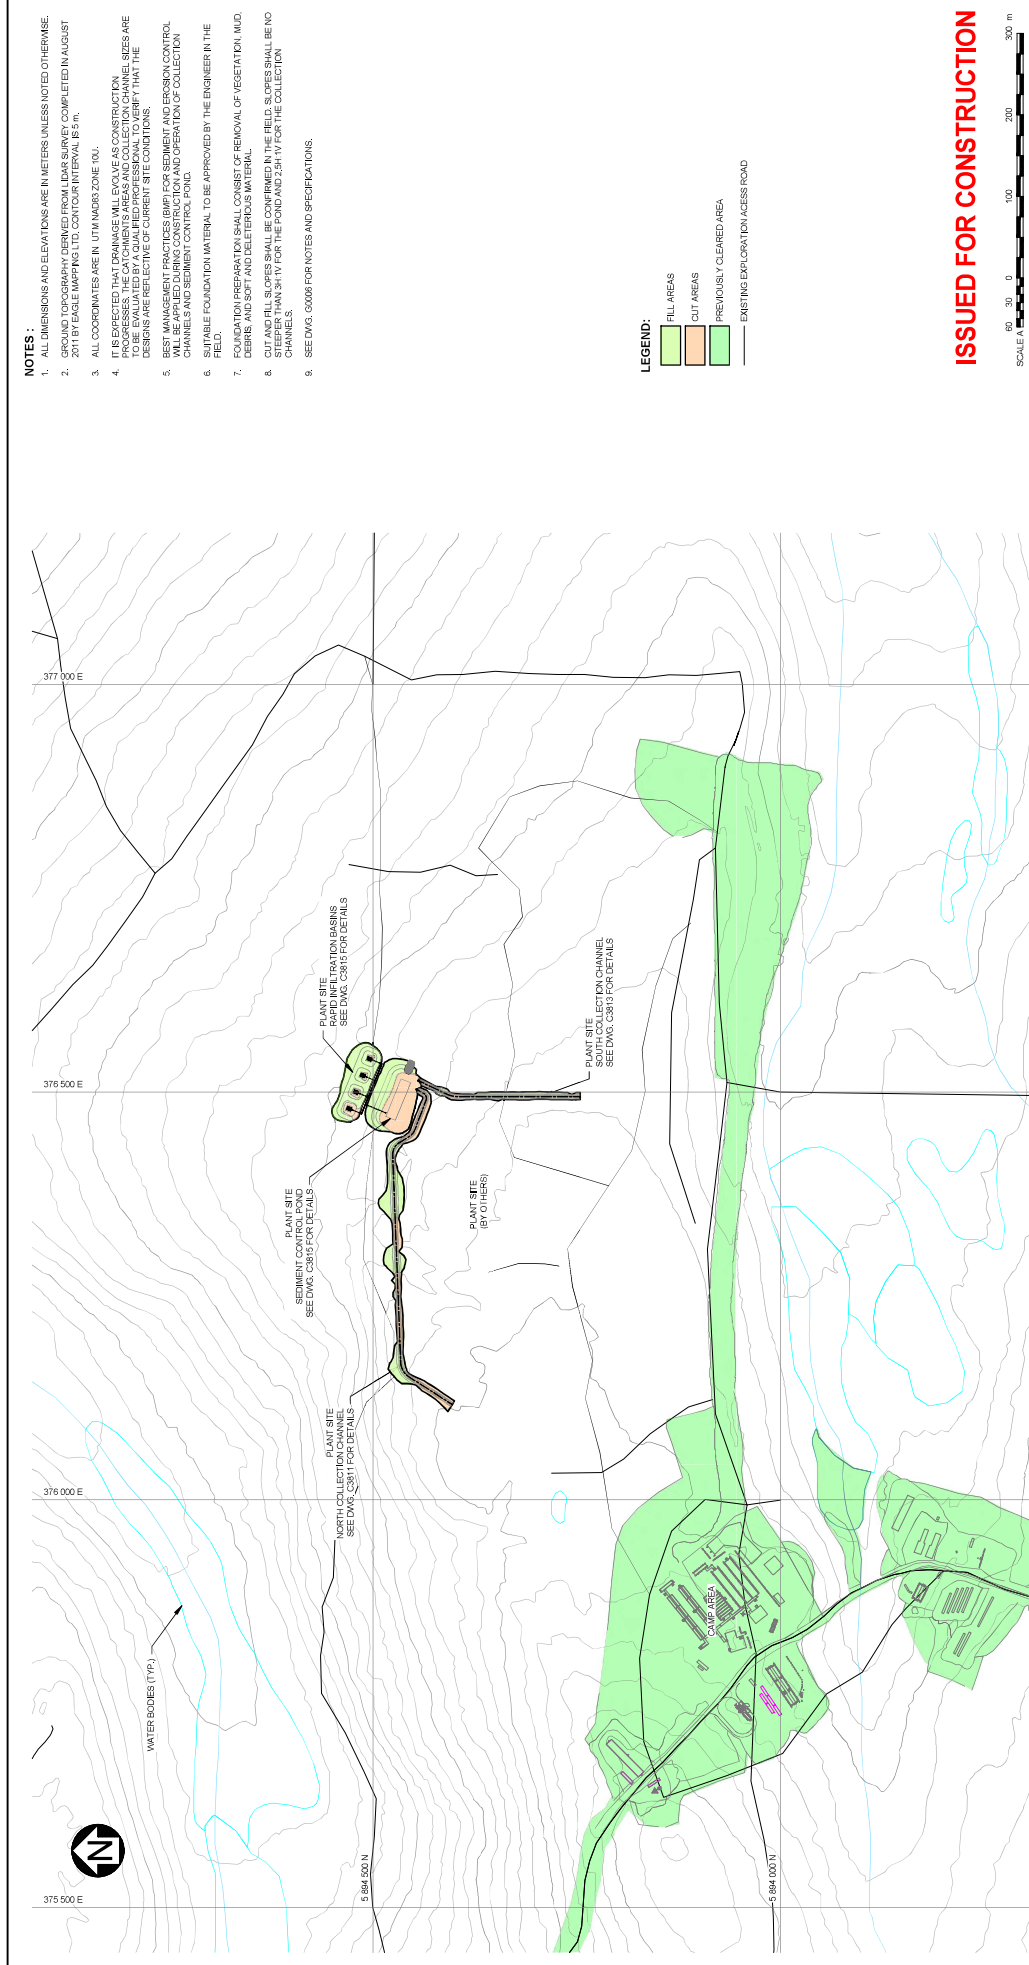 NOTES :
1. ALL DIMENSIONS AND ELEVATIONS ARE IN METERS UNLESS NOTED OTHERWISE.
2. GROUND TOPOGRAPHY DERIVED FROM LIDAR SURVEY COMPLETED IN AUGUST
2011 BY EAGLE MAPPING LTD, CONTOUR INTERVAL IS 5 m.
3. ALL COORDINATES ARE IN UTM NAD83 ZONE 10U.
4. IT IS EXPECTED THAT DRAINAGE WILL EVOLVE AS CONSTRUCTION
PROGRESSES. THE CATCHMENTS AREAS AND COLLECTION CHANNEL SIZES ARE
TO BE EVALUATED BY A QUALIFIED PROFESSIONAL TO VERIFY THAT THE
DESIGNS ARE REFLECTIVE OF CURRENT SITE CONDITIONS.
5. BEST MANAGEMENT PRACTICES (BMP) FOR SEDIMENT AND EROSION CONTROL
WILL BE APPLIED DURING CONSTRUCTION AND OPERATION OF COLLECTION
CHANNELS AND SEDIMENT CONTROL POND.
6. SUITABLE FOUNDATION MATERIAL TO BE APPROVED BY THE ENGINEER IN THE
FIELD.
7. FOUNDATION PREPARATION SHALL CONSIST OF REMOVAL OF VEGETATION, MUD,
DEBRIS, AND SOFT AND DELETERIOUS MATERIAL.
8. CUT AND FILL SLOPES SHALL BE CONFIRMED IN THE FIELD. SLOPES SHALL BE NO
STEEPER THAN 3H:1V FOR THE POND AND 2.5H:1V FOR THE COLLECTION
CHANNELS.
9. SEE DWG. G0006 FOR NOTES AND SPECIFICATIONS.
LEGEND:
FILL AREAS
CUT AREAS
PREVIOUSLY CLEARED AREA
EXISTING EXPLORATION ACESS ROAD
ISSUED FOR CONSTRUCTION
SCALE A
60 30 0 100 200 300 m
N
375 500 E
376 000 E
376 500 E
377 000 E
5 894 500 N
5 894 000 N
WATER BODIES (TYP.)
PLANT SITE
NORTH COLLECTION CHANNEL
SEE DWG. C3811 FOR DETAILS
PLANT SITE
SEDIMENT CONTROL POND
SEE DWG. C3815 FOR DETAILS
PLANT SITE
RAPID INFILTRATION BASINS
SEE DWG. C3815 FOR DETAILS
PLANT SITE
(BY OTHERS)
PLANT SITE
SOUTH COLLECTION CHANNEL
SEE DWG. C3813 FOR DETAILS
CAMP AREA